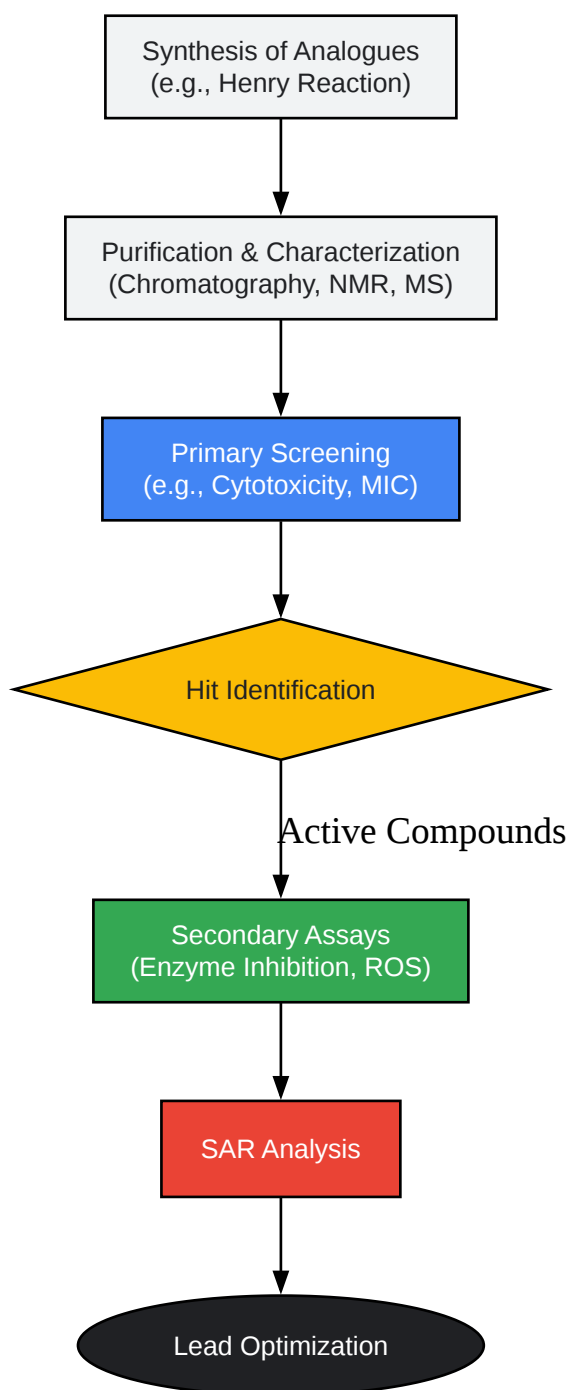 Synthesis of Analogues
(e.g., Henry Reaction)
Purification & Characterization
(Chromatography, NMR, MS)
Primary Screening
(e.g., Cytotoxicity, MIC)
Hit Identification
Active Compounds
Secondary Assays
(Enzyme Inhibition, ROS)
SAR Analysis
Lead Optimization